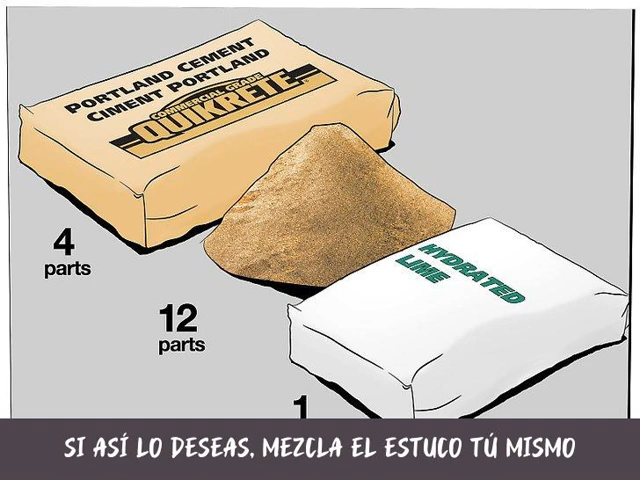 PORTLAND CEMENT
CIMENT PORTLAND
COMMERCIAL GRADE
QUIKRETE
4
parts
12
parts
HYDRATED
LIME
1
SI ASÍ LO DESEAS, MEZCLA EL ESTUCO TÚ MISMO